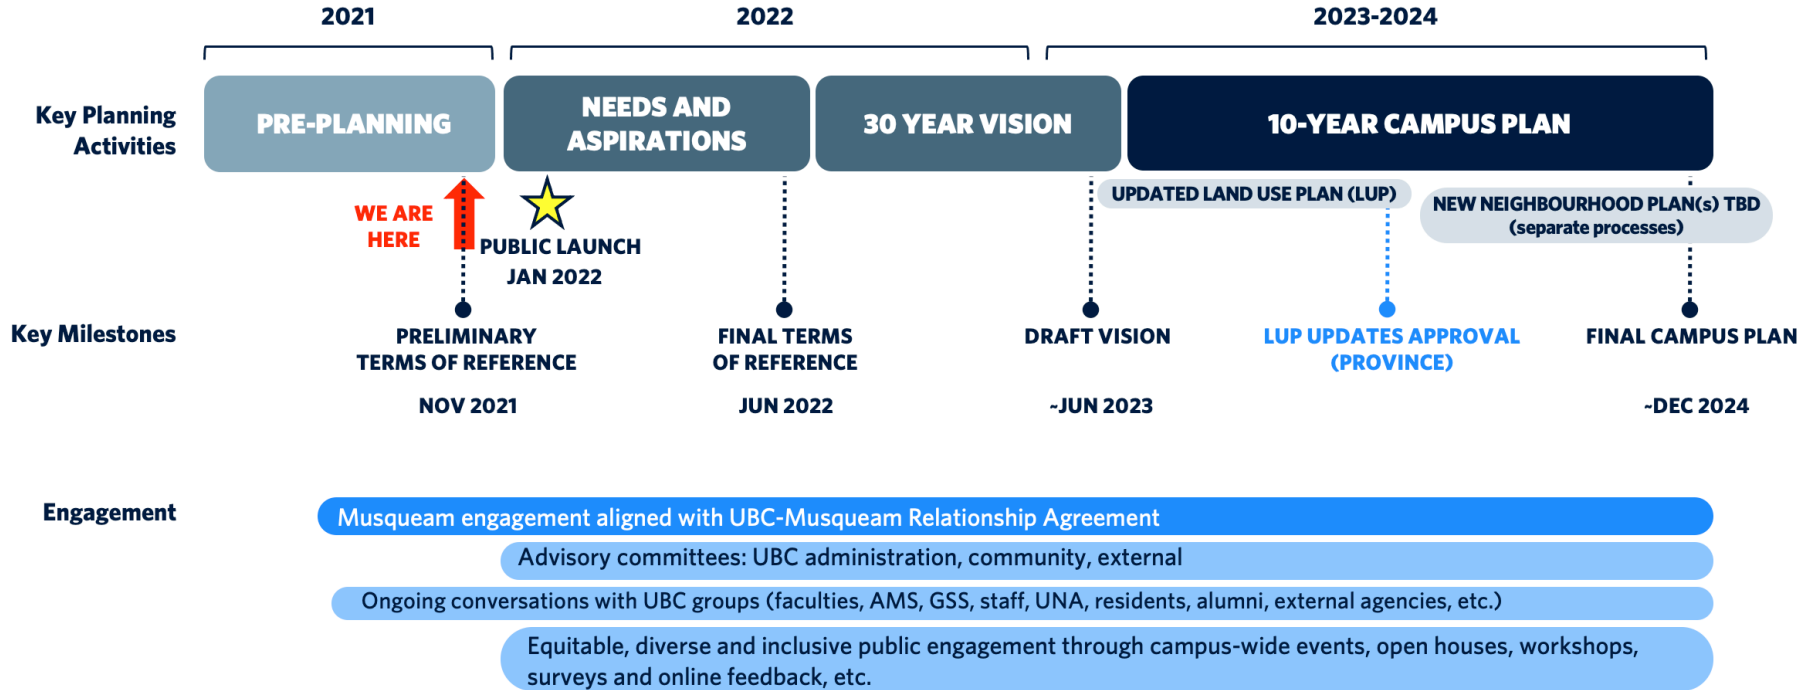 2021
2022
2023-2024
Key Planning
Activities
PRE-PLANNING
NEEDS AND
ASPIRATIONS
30 YEAR VISION
10-YEAR CAMPUS PLAN
WE ARE
HERE
PUBLIC LAUNCH
JAN 2022
UPDATED LAND USE PLAN (LUP)
NEW NEIGHBOURHOOD PLAN(s) TBD
(separate processes)
Key Milestones
PRELIMINARY
TERMS OF REFERENCE
NOV 2021
FINAL TERMS
OF REFERENCE
JUN 2022
DRAFT VISION
~JUN 2023
LUP UPDATES APPROVAL
(PROVINCE)
FINAL CAMPUS PLAN
~DEC 2024
Engagement
Musqueam engagement aligned with UBC-Musqueam Relationship Agreement
Advisory committees: UBC administration, community, external
Ongoing conversations with UBC groups (faculties, AMS, GSS, staff, UNA, residents, alumni, external agencies, etc.)
Equitable, diverse and inclusive public engagement through campus-wide events, open houses, workshops,
surveys and online feedback, etc.